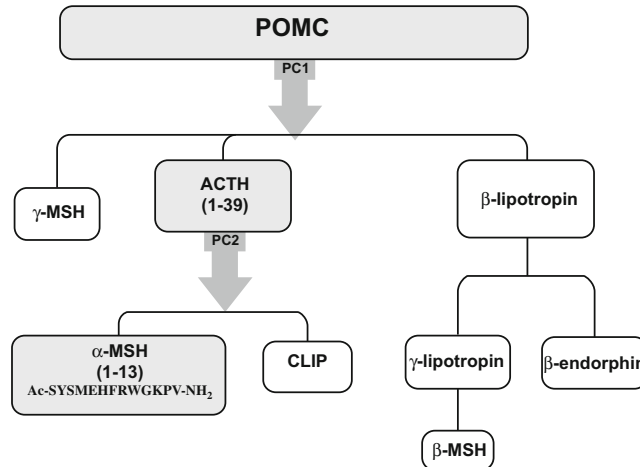 POMC
PC1
γ-MSH
ACTH
(1-39)
β-lipotropin
PC2
α-MSH
(1-13)
Ac-SYSMEHFRWGKPV-NH₂
CLIP
γ-lipotropin
β-endorphin
β-MSH